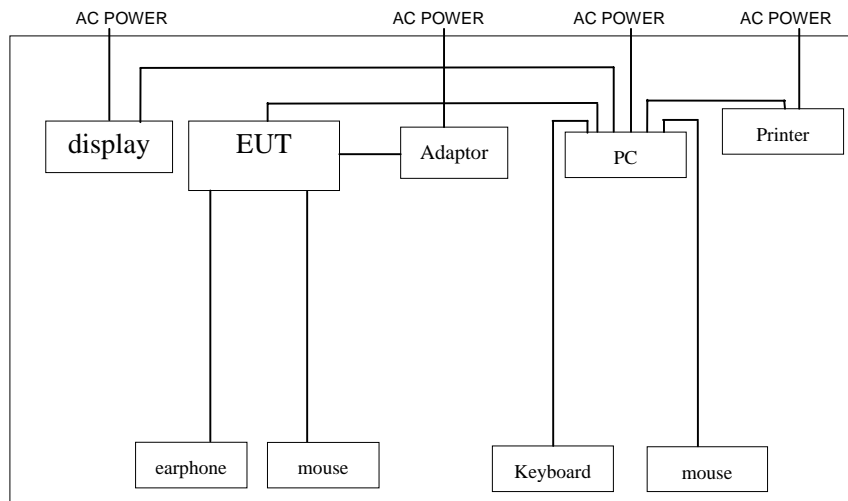 AC POWER
AC POWER
AC POWER
AC POWER
display
EUT
Adaptor
PC
Printer
earphone
mouse
Keyboard
mouse